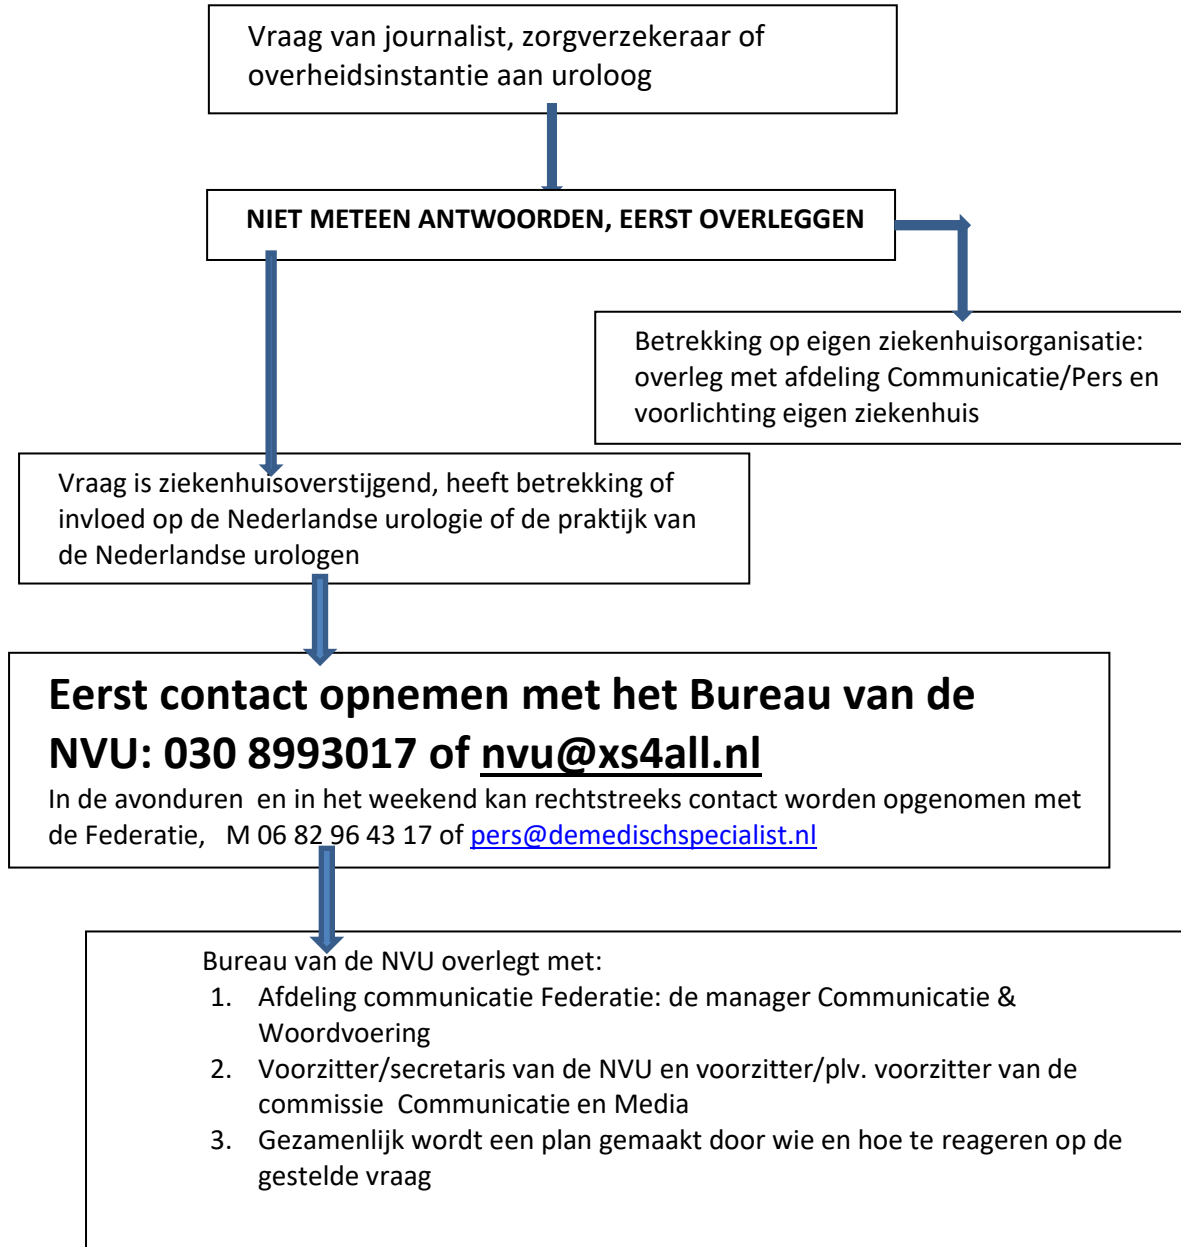 Vraag van journalist, zorgverzekeraar of
overheidsinstantie aan uroloog
NIET METEEN ANTWOORDEN, EERST OVERLEGGEN
Betrekking op eigen ziekenhuisorganisatie:
overleg met afdeling Communicatie/Pers en
voorlichting eigen ziekenhuis
Vraag is ziekenhuisoverstijgend, heeft betrekking of
invloed op de Nederlandse urologie of de praktijk van
de Nederlandse urologen
Eerst contact opnemen met het Bureau van de
NVU: 030 8993017 of nvu@xs4all.nl
In de avonduren en in het weekend kan rechtstreeks contact worden opgenomen met
de Federatie, M 06 82 96 43 17 of pers@demedischspecialist.nl
Bureau van de NVU overlegt met:
1. Afdeling communicatie Federatie: de manager Communicatie &
Woordvoering
2. Voorzitter/secretaris van de NVU en voorzitter/plv. voorzitter van de
commissie Communicatie en Media
3. Gezamenlijk wordt een plan gemaakt door wie en hoe te reageren op de
gestelde vraag